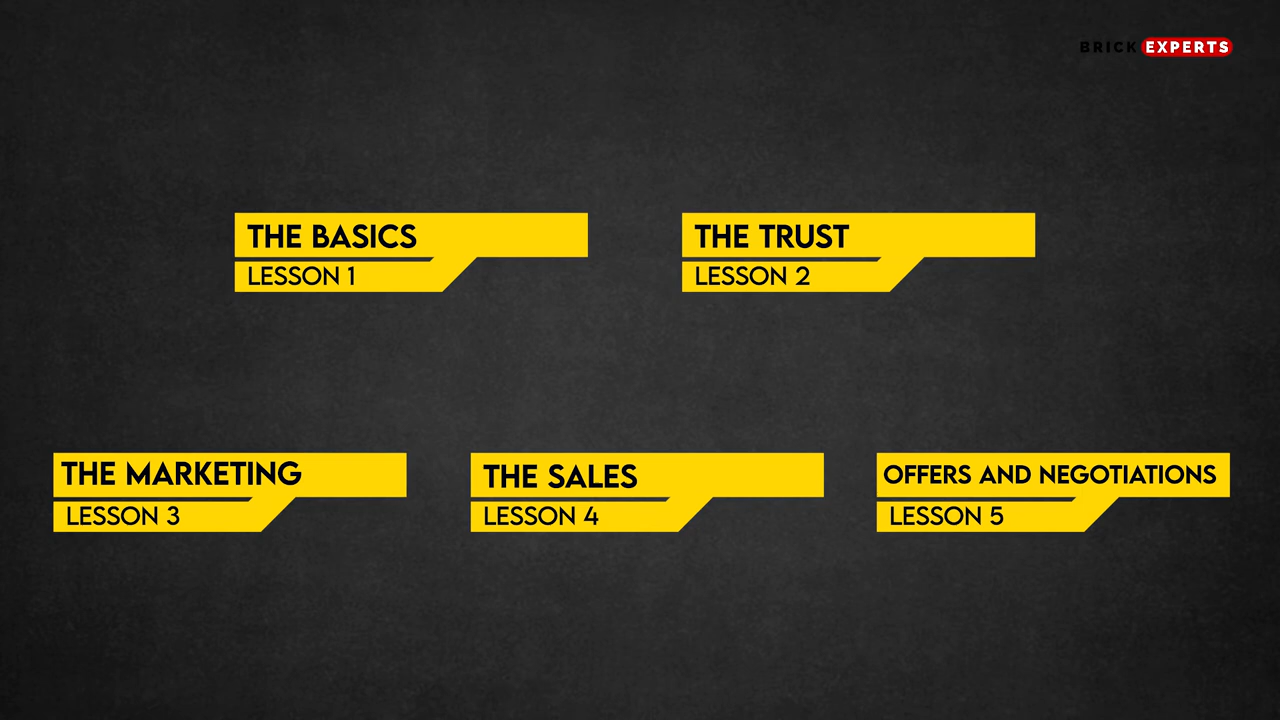 BRICK EXPERTS
THE BASICS
LESSON 1
THE TRUST
LESSON 2
THE MARKETING
LESSON 3
THE SALES
LESSON 4
OFFERS AND NEGOTIATIONS
LESSON 5